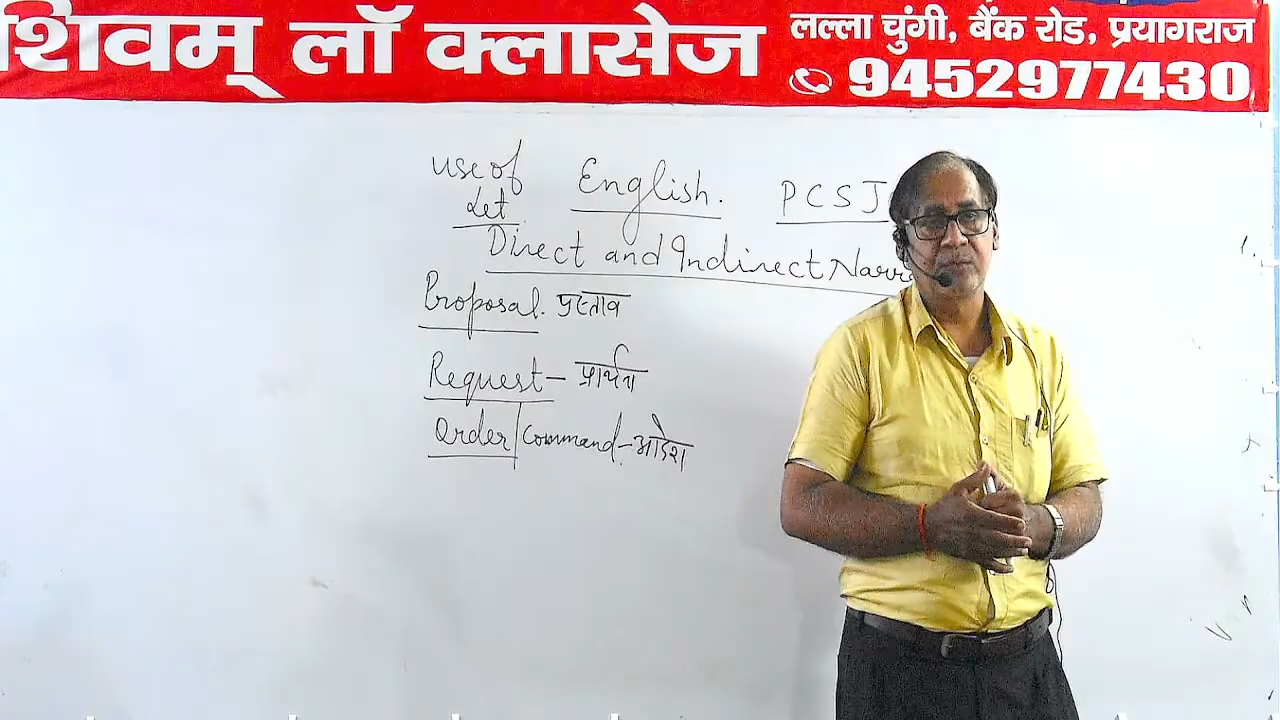 शिवम् लॉ क्लासेज
लल्ला चुंगी, बैंक रोड, प्रयागराज
9452977430
use of English. PCSJ
Let
Direct and Indirect Narr
Proposal. प्रस्ताव
Request - प्रार्थना
Order/Command - आदेश